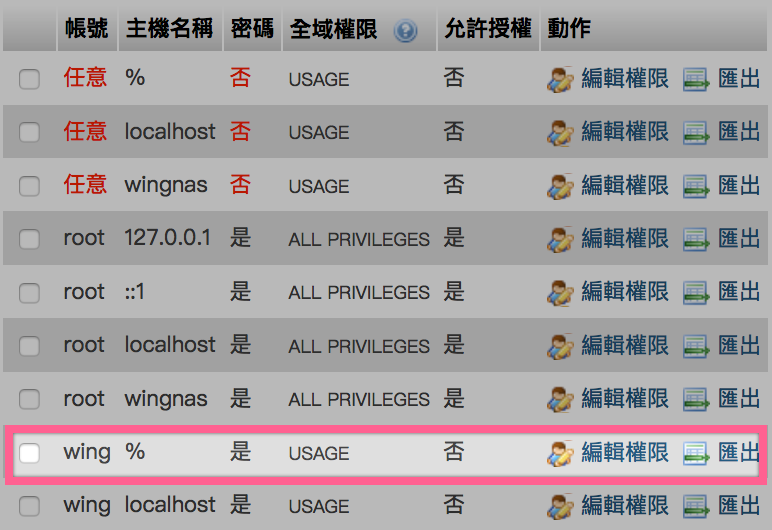 帳號 主機名稱 密碼 全域權限 允許授權 動作
任意 % 否 USAGE 否 編輯權限 匯出
任意 localhost 否 USAGE 否 編輯權限 匯出
任意 wingnas 否 USAGE 否 編輯權限 匯出
root 127.0.0.1 是 ALL PRIVILEGES 是 編輯權限 匯出
root ::1 是 ALL PRIVILEGES 是 編輯權限 匯出
root localhost 是 ALL PRIVILEGES 是 編輯權限 匯出
root wingnas 是 ALL PRIVILEGES 是 編輯權限 匯出
wing % 是 USAGE 否 編輯權限 匯出
wing localhost 是 USAGE 否 編輯權限 匯出